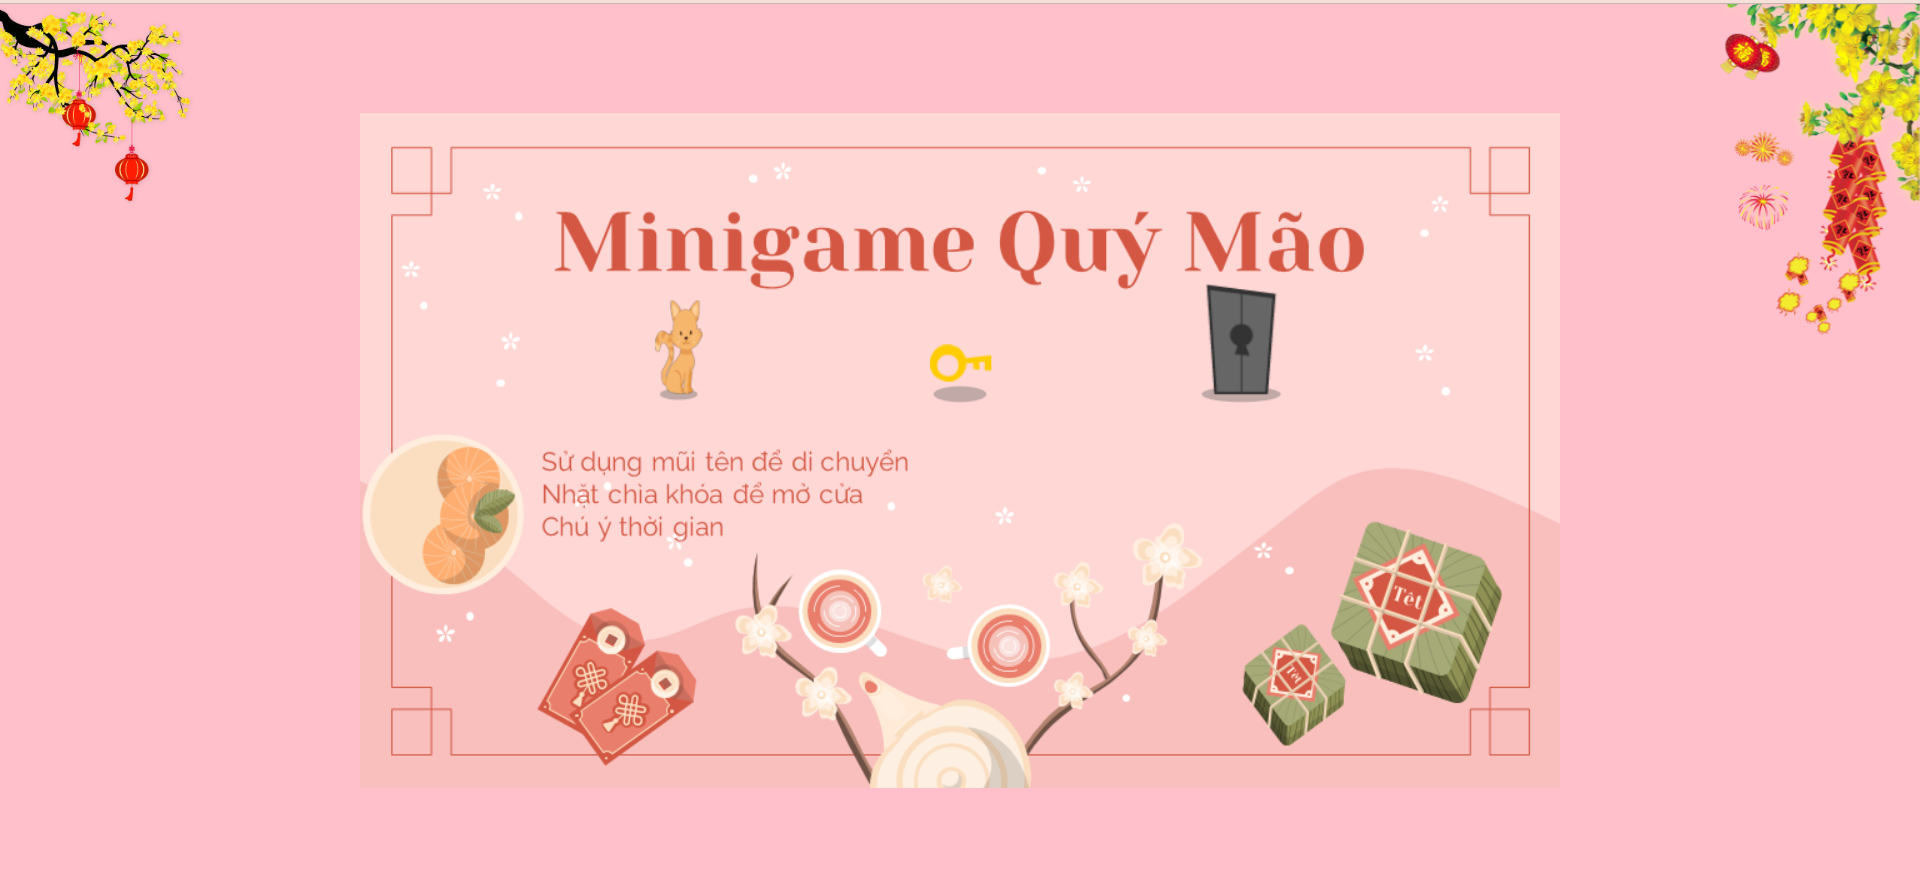 Minigame Quý Mão
Sử dụng mũi tên để di chuyển
Nhặt chìa khóa để mở cửa
Chú ý thời gian
Tết
Tết